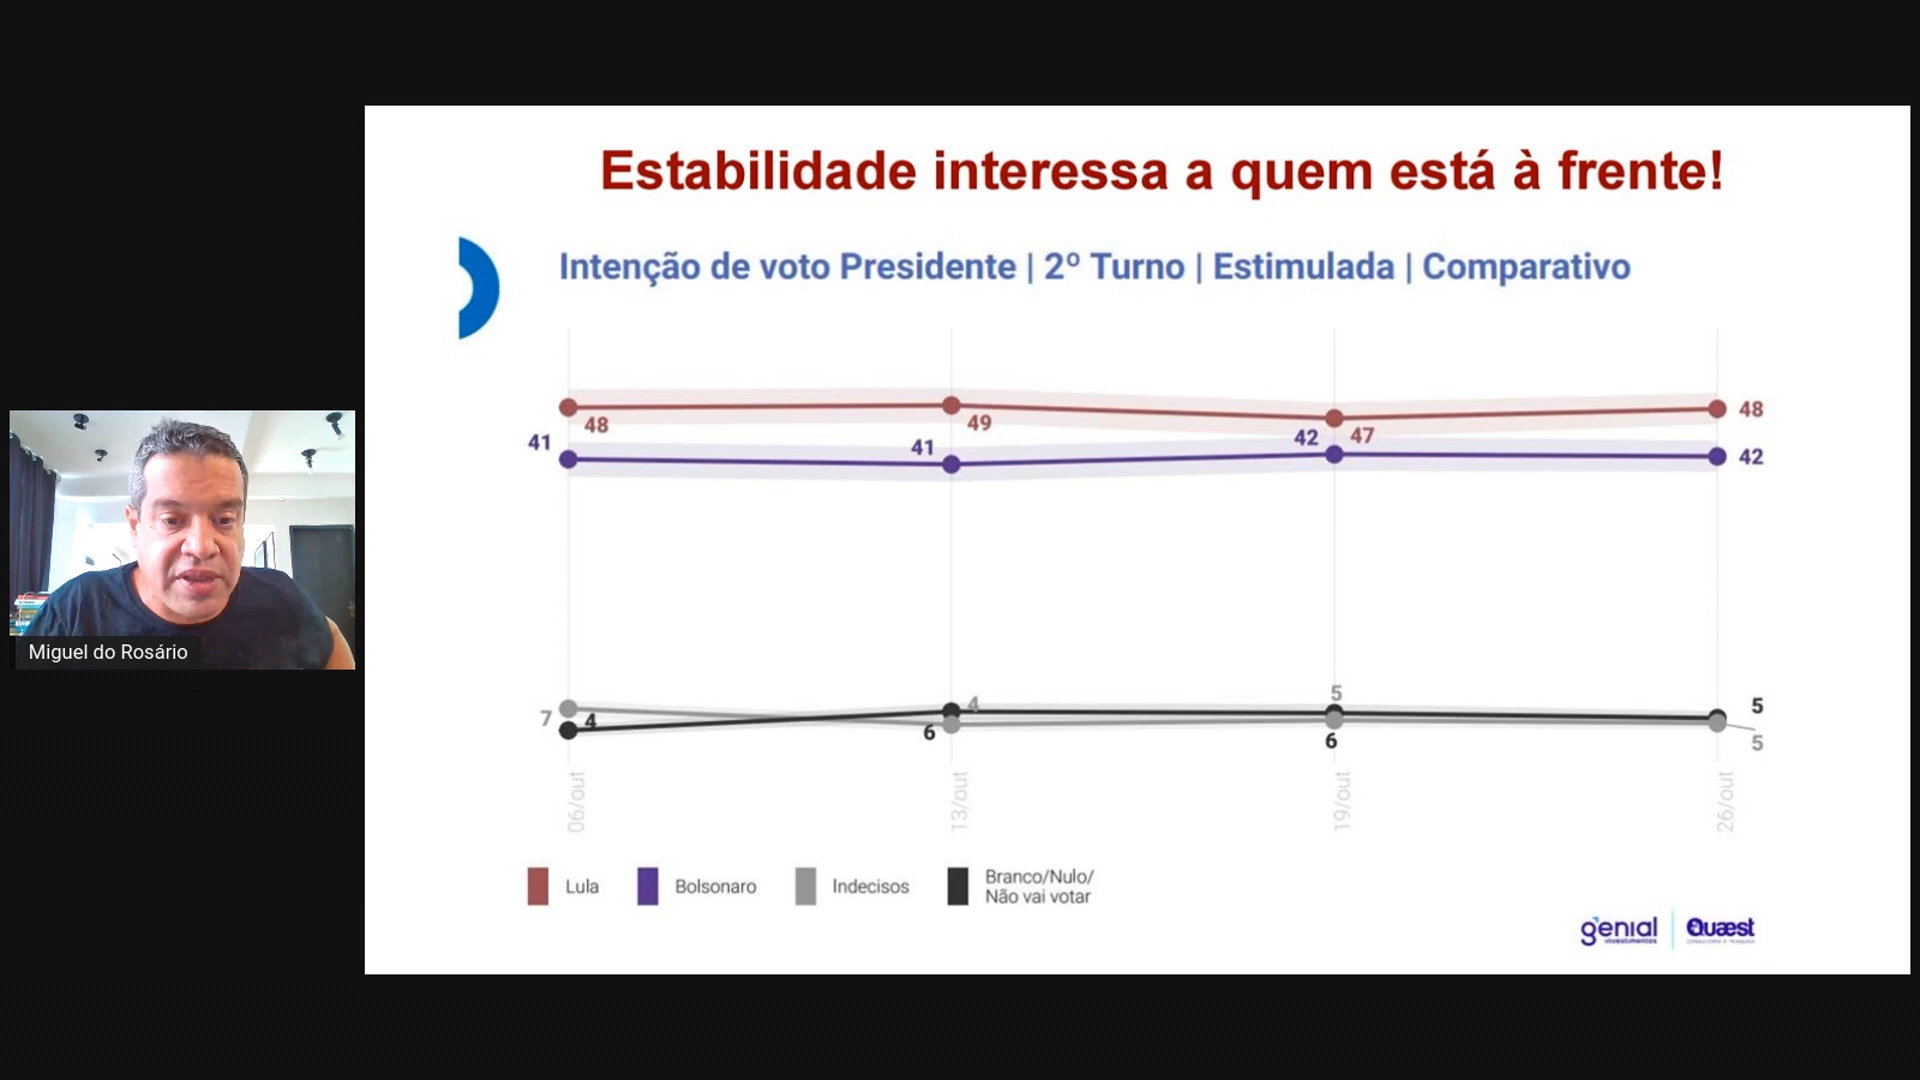 Estabilidade interessa a quem está à frente!
Intenção de voto Presidente | 2º Turno | Estimulada | Comparativo
48
49
47
48
41
41
42
42
7
4
4
6
5
6
5
5
06/out
13/out
19/out
26/out
Lula
Bolsonaro
Indecisos
Branco/Nulo/
Não vai votar
genial
investimentos
Quæst
Miguel do Rosário